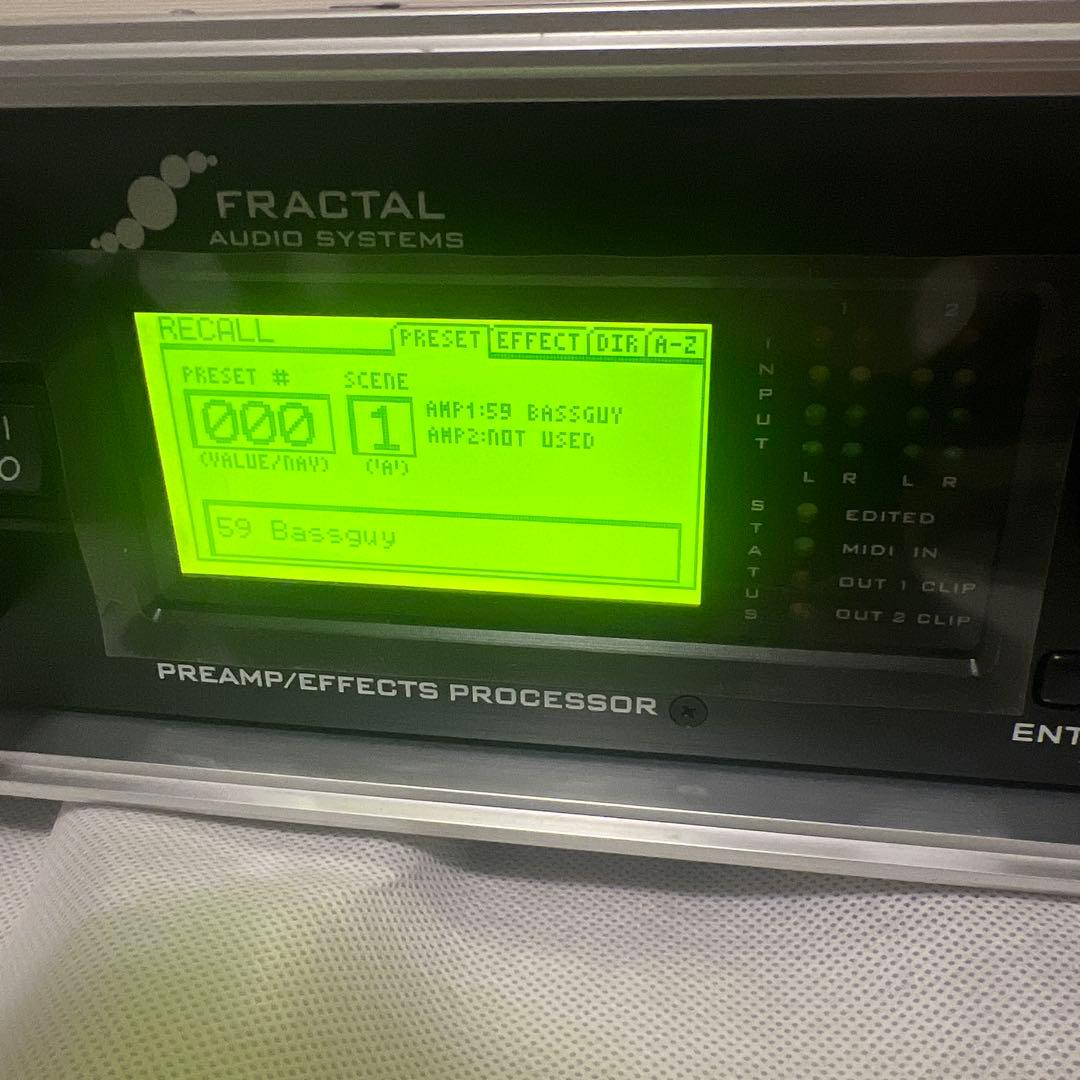 FRACTAL
AUDIO SYSTEMS
RECALL
PRESET EFFECT DIR A-Z
PRESET # SCENE
000 1
AMP1:59 BASSGUY
AMP2:NOT USED
(VALUE/NAV) ('A')
59 Bassguy
1 2
INPUT
L R L R
STATUS
EDITED
MIDI IN
OUT 1 CLIP
OUT 2 CLIP
I
O
PREAMP/EFFECTS PROCESSOR
ENT